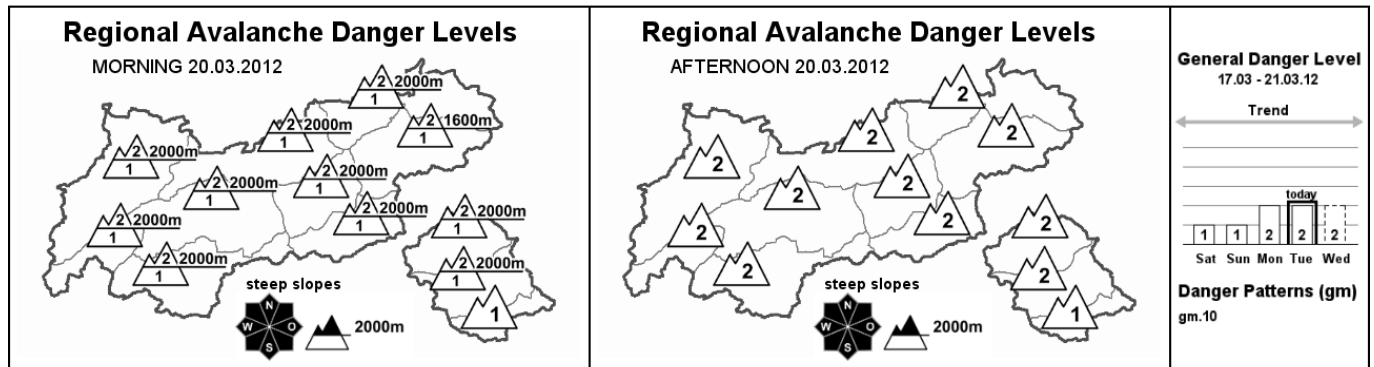 Regional Avalanche Danger Levels
MORNING 20.03.2012
2 2000m
1
2 1600m
1
2 2000m
1
2 2000m
1
2 2000m
1
2 2000m
1
2 2000m
1
2 2000m
1
2 2000m
1
2 2000m
1
2 2000m
1
1
steep slopes
N
W O
S
2000m
Regional Avalanche Danger Levels
AFTERNOON 20.03.2012
2
2
2
2
2
2
2
2
2
2
2
1
steep slopes
N
W O
S
2000m
General Danger Level
17.03 - 21.03.12
Trend
today
1 1 2 2 2
Sat Sun Mon Tue Wed
Danger Patterns (gm)
gm.10